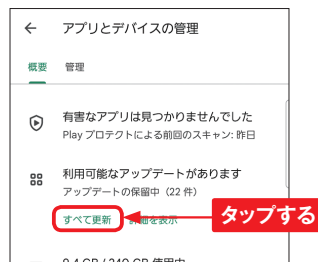 アプリとデバイスの管理
概要 管理
有害なアプリは見つかりませんでした
Play プロテクトによる前回のスキャン: 昨日
利用可能なアップデートがあります
アップデートの保留中（22 件）
すべて更新 詳細を表示
タップする